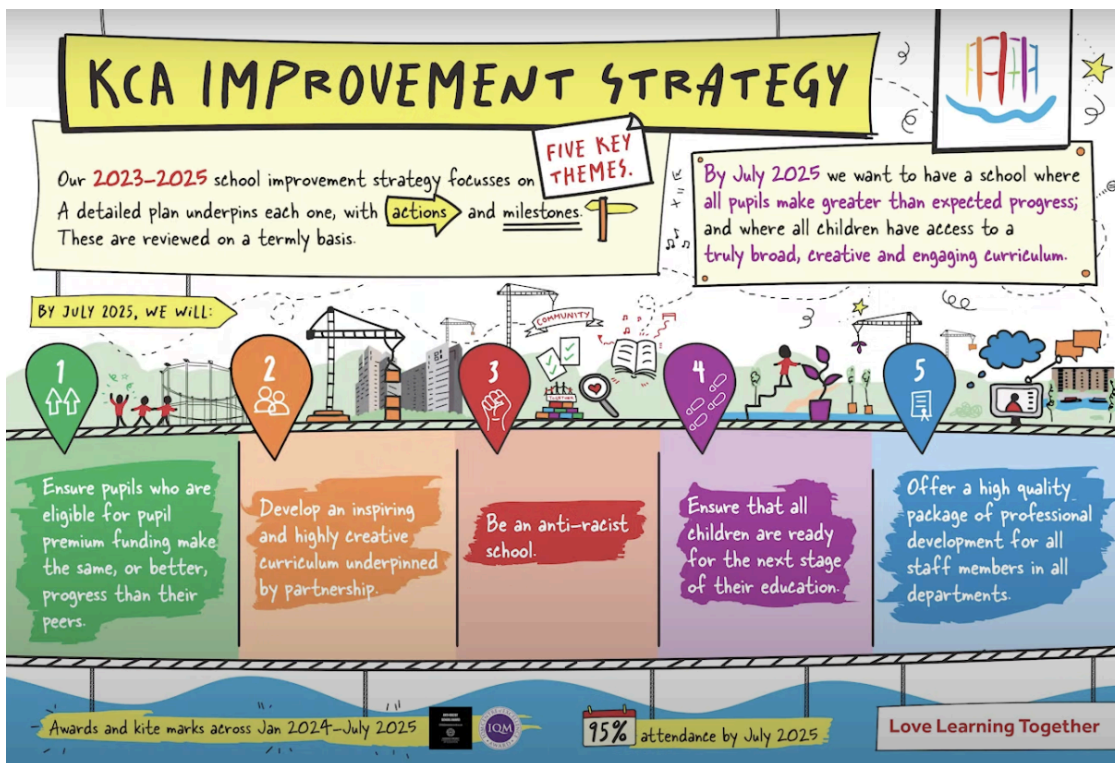 KCA IMPROVEMENT STRATEGY
Our 2023-2025 school improvement strategy focusses on
FIVE KEY
THEMES.
A detailed plan underpins each one, with actions and milestones.
These are reviewed on a termly basis.
By July 2025 we want to have a school where
all pupils make greater than expected progress;
and where all children have access to a
truly broad, creative and engaging curriculum.
BY JULY 2025, WE WILL:
COMMUNITY
TOGETHER
1
2
3
4
5
Ensure pupils who are
eligible for pupil
premium funding make
the same, or better,
progress than their
peers.
Develop an inspiring
and highly creative
curriculum underpinned
by partnership.
Be an anti-racist
school.
Ensure that all
children are ready
for the next stage
of their education.
Offer a high quality
package of professional
development for all
staff members in all
departments.
Awards and kite marks across Jan 2024-July 2025
IQM
95% attendance by July 2025
Love Learning Together